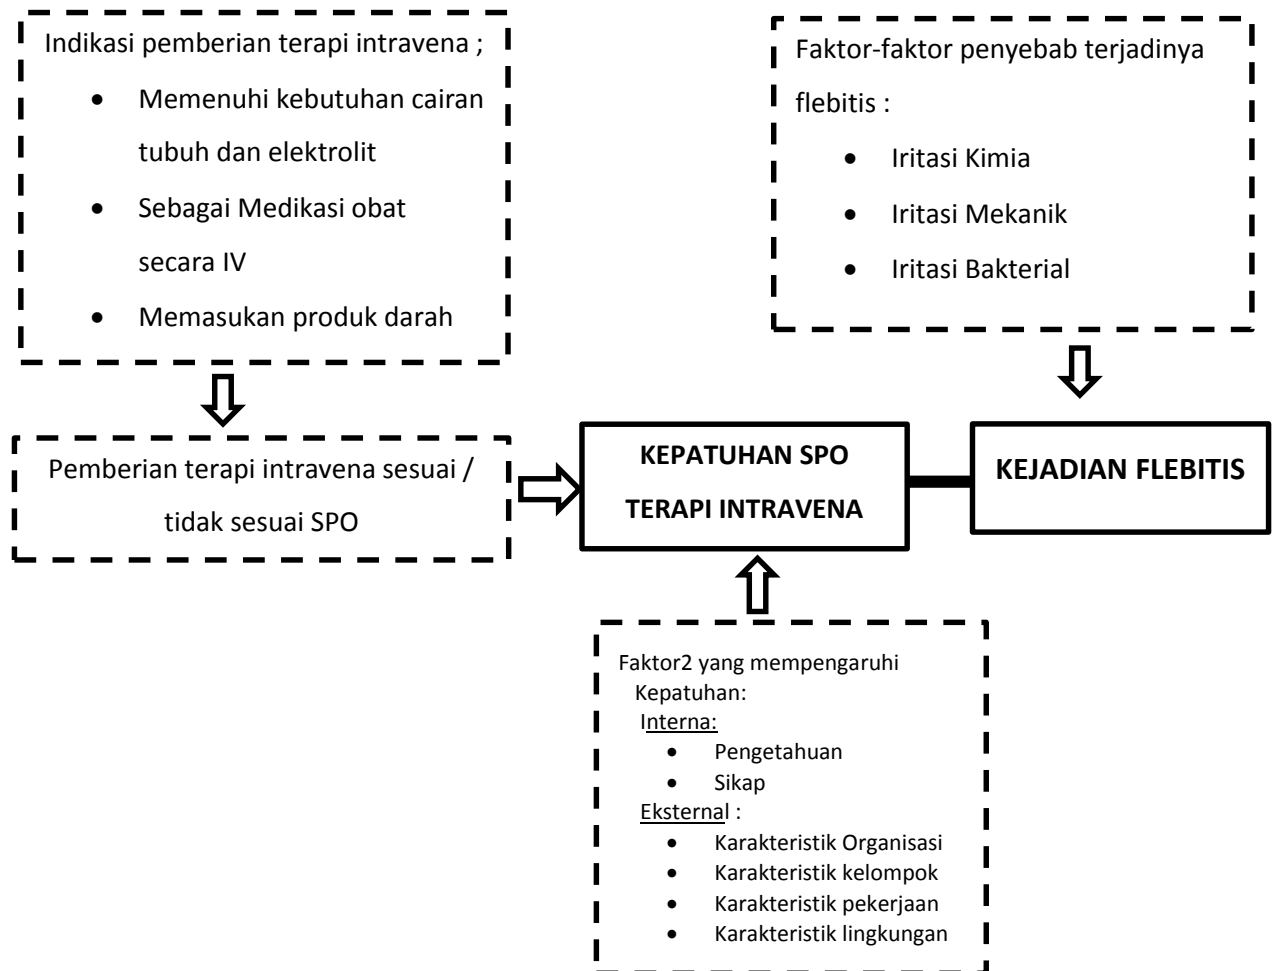 Indikasi pemberian terapi intravena ;
• Memenuhi kebutuhan cairan
tubuh dan elektrolit
• Sebagai Medikasi obat
secara IV
• Memasukan produk darah
Faktor-faktor penyebab terjadinya
flebitis :
• Iritasi Kimia
• Iritasi Mekanik
• Iritasi Bakterial
Pemberian terapi intravena sesuai /
tidak sesuai SPO
KEPATUHAN SPO
TERAPI INTRAVENA
KEJADIAN FLEBITIS
Faktor2 yang mempengaruhi
Kepatuhan:
Interna:
• Pengetahuan
• Sikap
Eksternal :
• Karakteristik Organisasi
• Karakteristik kelompok
• Karakteristik pekerjaan
• Karakteristik lingkungan